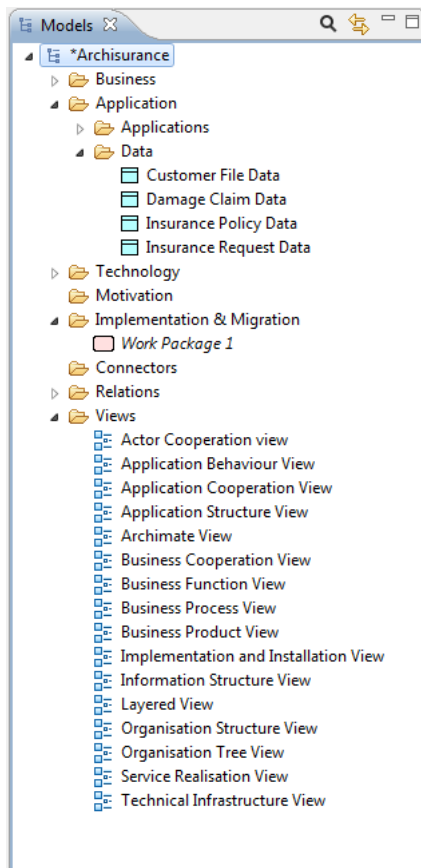 Models
*Archisurance
Business
Application
Applications
Data
Customer File Data
Damage Claim Data
Insurance Policy Data
Insurance Request Data
Technology
Motivation
Implementation & Migration
Work Package 1
Connectors
Relations
Views
Actor Cooperation view
Application Behaviour View
Application Cooperation View
Application Structure View
Archimate View
Business Cooperation View
Business Function View
Business Process View
Business Product View
Implementation and Installation View
Information Structure View
Layered View
Organisation Structure View
Organisation Tree View
Service Realisation View
Technical Infrastructure View